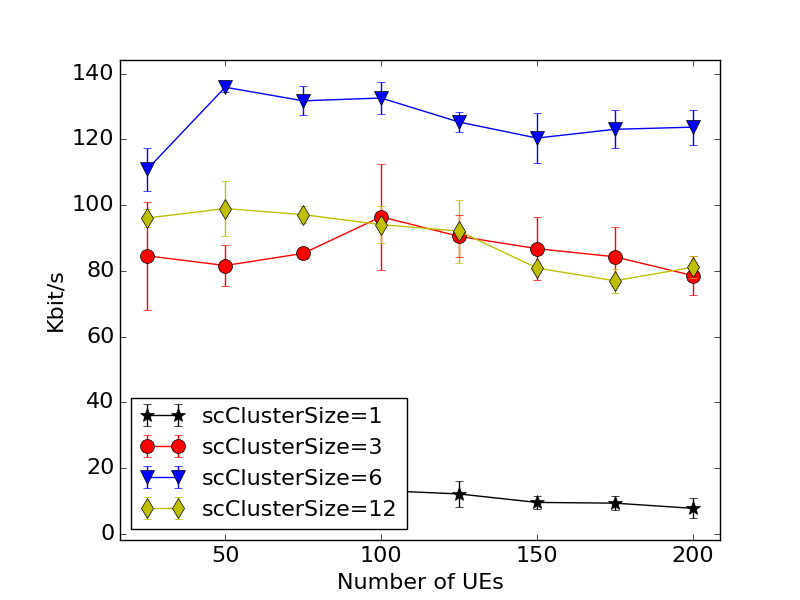 140
120
100
80
60
40
20
0
Kbit/s
scClusterSize=1
scClusterSize=3
scClusterSize=6
scClusterSize=12
50 100 150 200
Number of UEs